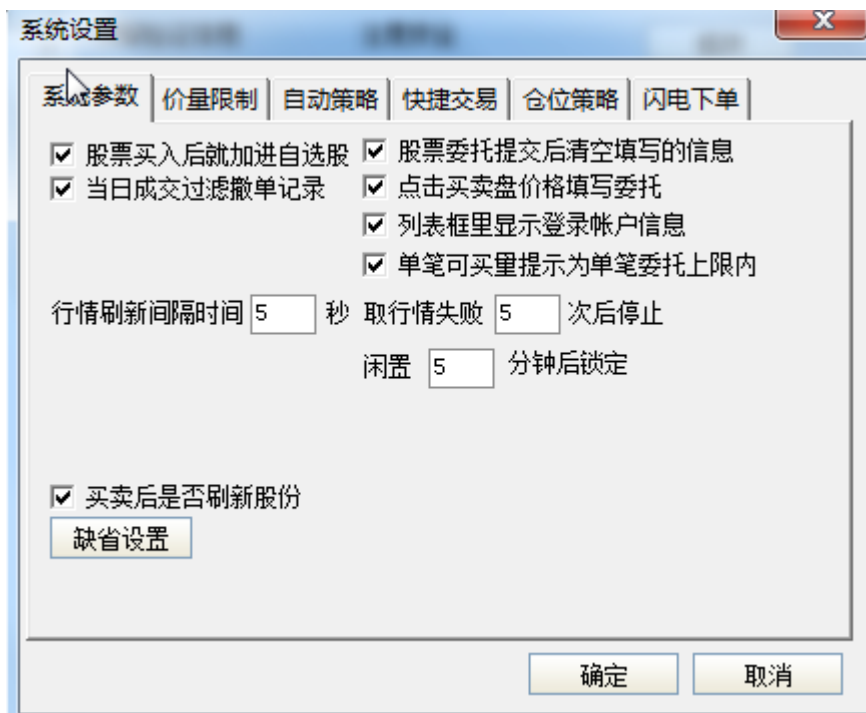 系统设置
系统参数 价量限制 自动策略 快捷交易 仓位策略 闪电下单
股票买入后就加进自选股 股票委托提交后清空填写的信息
当日成交过滤撤单记录 点击买卖盘价格填写委托
列表框里显示登录帐户信息
单笔可买量提示为单笔委托上限内
行情刷新间隔时间 5 秒 取行情失败 5 次后停止
闲置 5 分钟后锁定
买卖后是否刷新股份
缺省设置
确定 取消